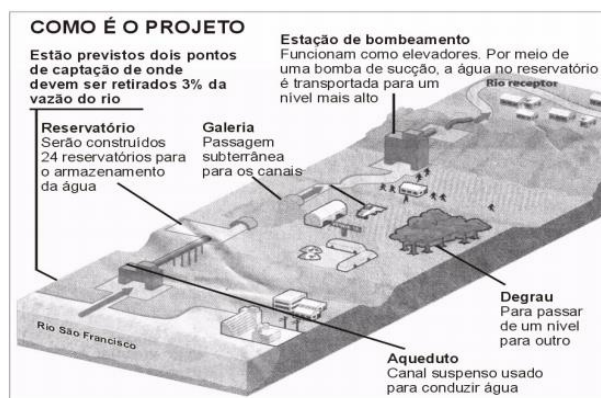 COMO É O PROJETO
Estão previstos dois pontos
de captação de onde
devem ser retirados 3% da
vazão do rio
Estação de bombeamento
Funcionam como elevadores. Por meio de
uma bomba de sucção, a água no reservatório
é transportada para um
nível mais alto
Rio receptor
Reservatório
Serão construídos
24 reservatórios para
o armazenamento
da água
Galeria
Passagem
subterrânea
para os canais
Degrau
Para passar
de um nível
para outro
Rio São Francisco
Aqueduto
Canal suspenso usado
para conduzir água